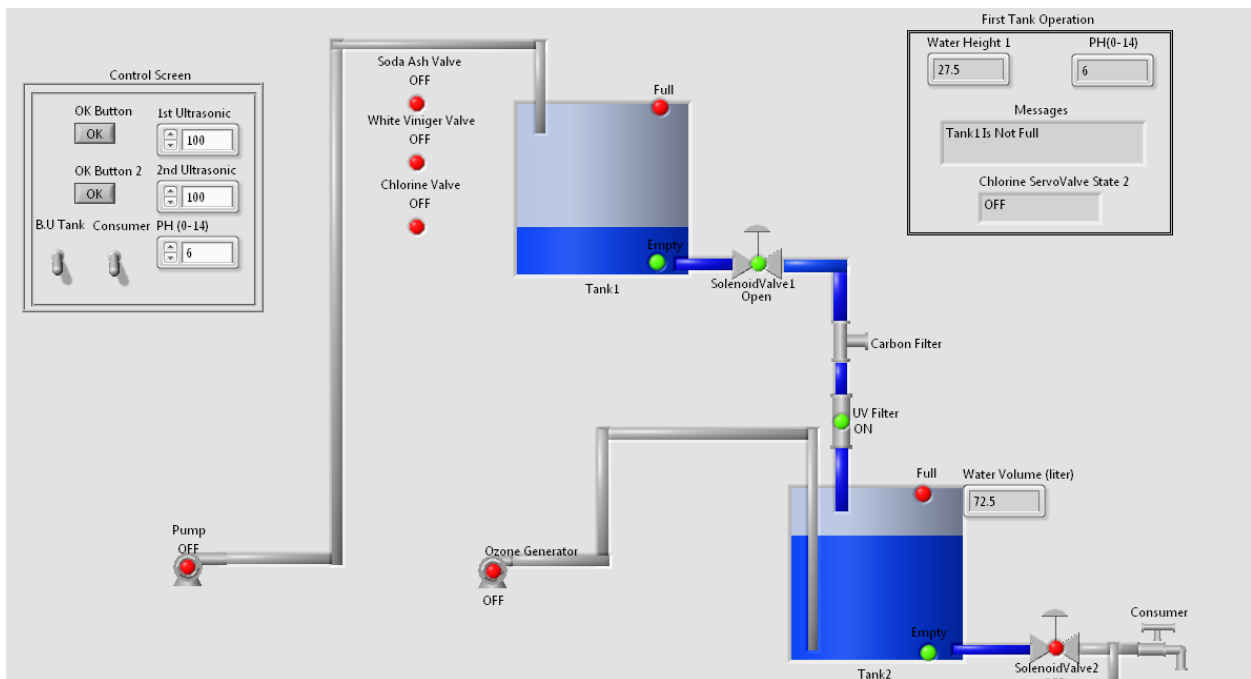 First Tank Operation
Water Height 1
PH(0-14)
27.5
6
Messages
Tank1Is Not Full
Chlorine ServoValve State 2
OFF
Control Screen
OK Button
1st Ultrasonic
OK
100
OK Button 2
2nd Ultrasonic
OK
100
B.U Tank
Consumer
PH (0-14)
6
Soda Ash Valve
OFF
White Viniger Valve
OFF
Chlorine Valve
OFF
Full
Empty
Tank1
SolenoidValve1
Open
Carbon Filter
UV Filter
ON
Pump
OFF
Ozone Generator
OFF
Full
Water Volume (liter)
72.5
Empty
Tank2
SolenoidValve2
Consumer